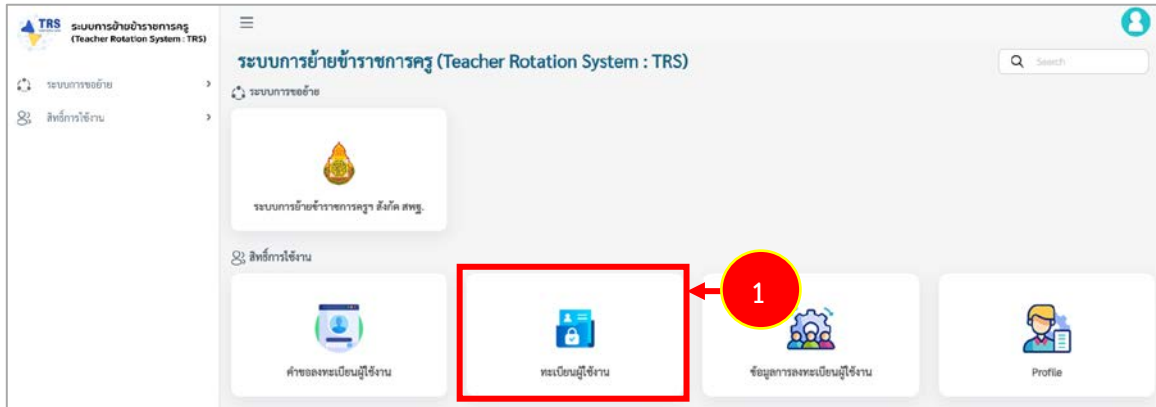 TRS ระบบการย้ายข้าราชการครู
(Teacher Rotation System : TRS)
ระบบการขอย้าย
สิทธิ์การใช้งาน
ระบบการย้ายข้าราชการครู (Teacher Rotation System : TRS)
Search
ระบบการขอย้าย
ระบบการย้ายข้าราชการครูฯ สังกัด สพฐ.
สิทธิ์การใช้งาน
1
คำขอลงทะเบียนผู้ใช้งาน
ทะเบียนผู้ใช้งาน
ข้อมูลการลงทะเบียนผู้ใช้งาน
Profile